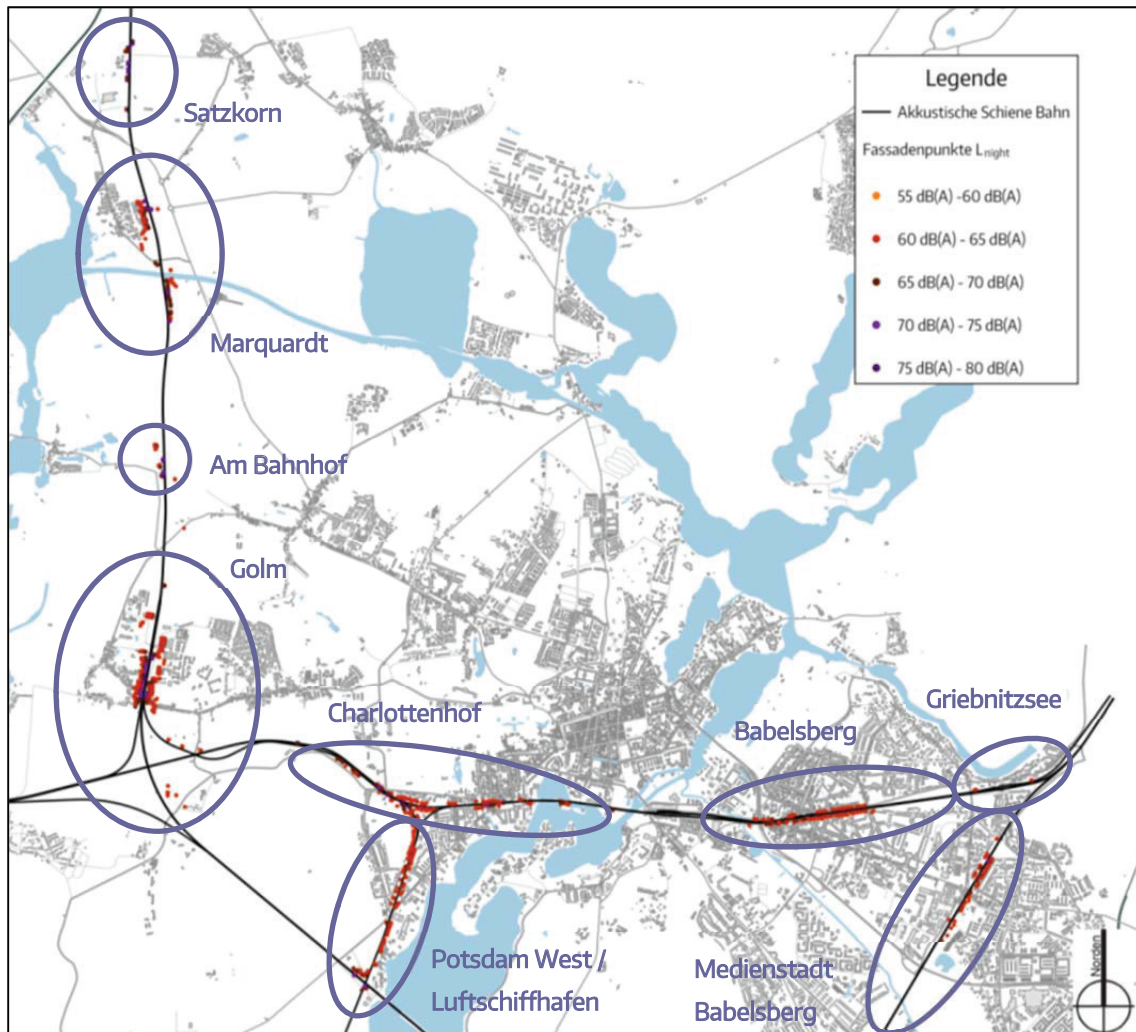 Legende
Akkustische Schiene Bahn
Fassadenpunkte Lnight
55 dB(A) -60 dB(A)
60 dB(A) - 65 dB(A)
65 dB(A) - 70 dB(A)
70 dB(A) - 75 dB(A)
75 dB(A) - 80 dB(A)
Satzkorn
Marquardt
Am Bahnhof
Golm
Charlottenhof
Babelsberg
Griebnitzsee
Potsdam West /
Luftschiffhafen
Medienstadt
Babelsberg
Norden